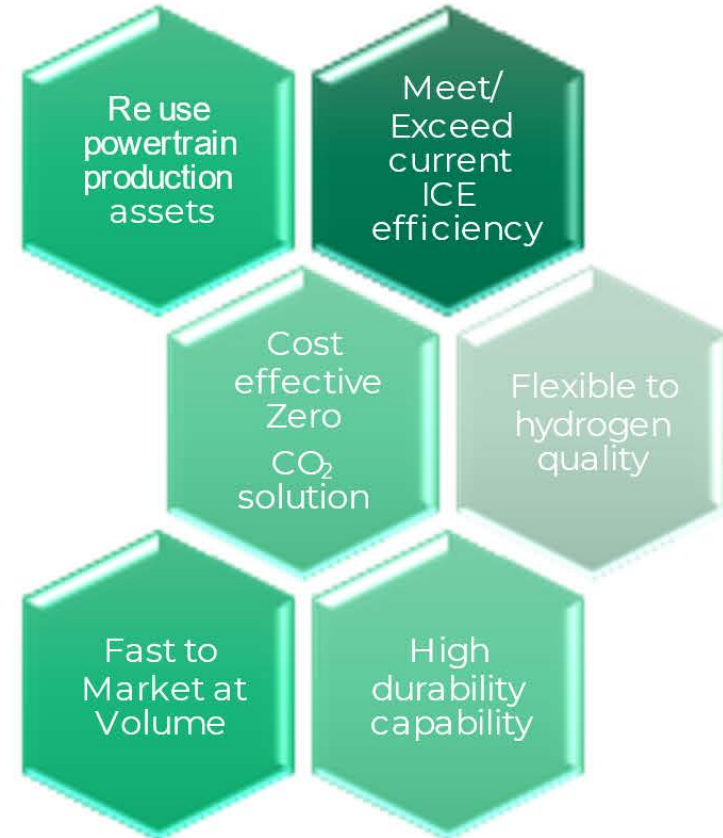 Re use
powertrain
production
assets
Meet/
Exceed
current
ICE
efficiency
Cost
effective
Zero
CO₂
solution
Flexible to
hydrogen
quality
Fast to
Market at
Volume
High
durability
capability